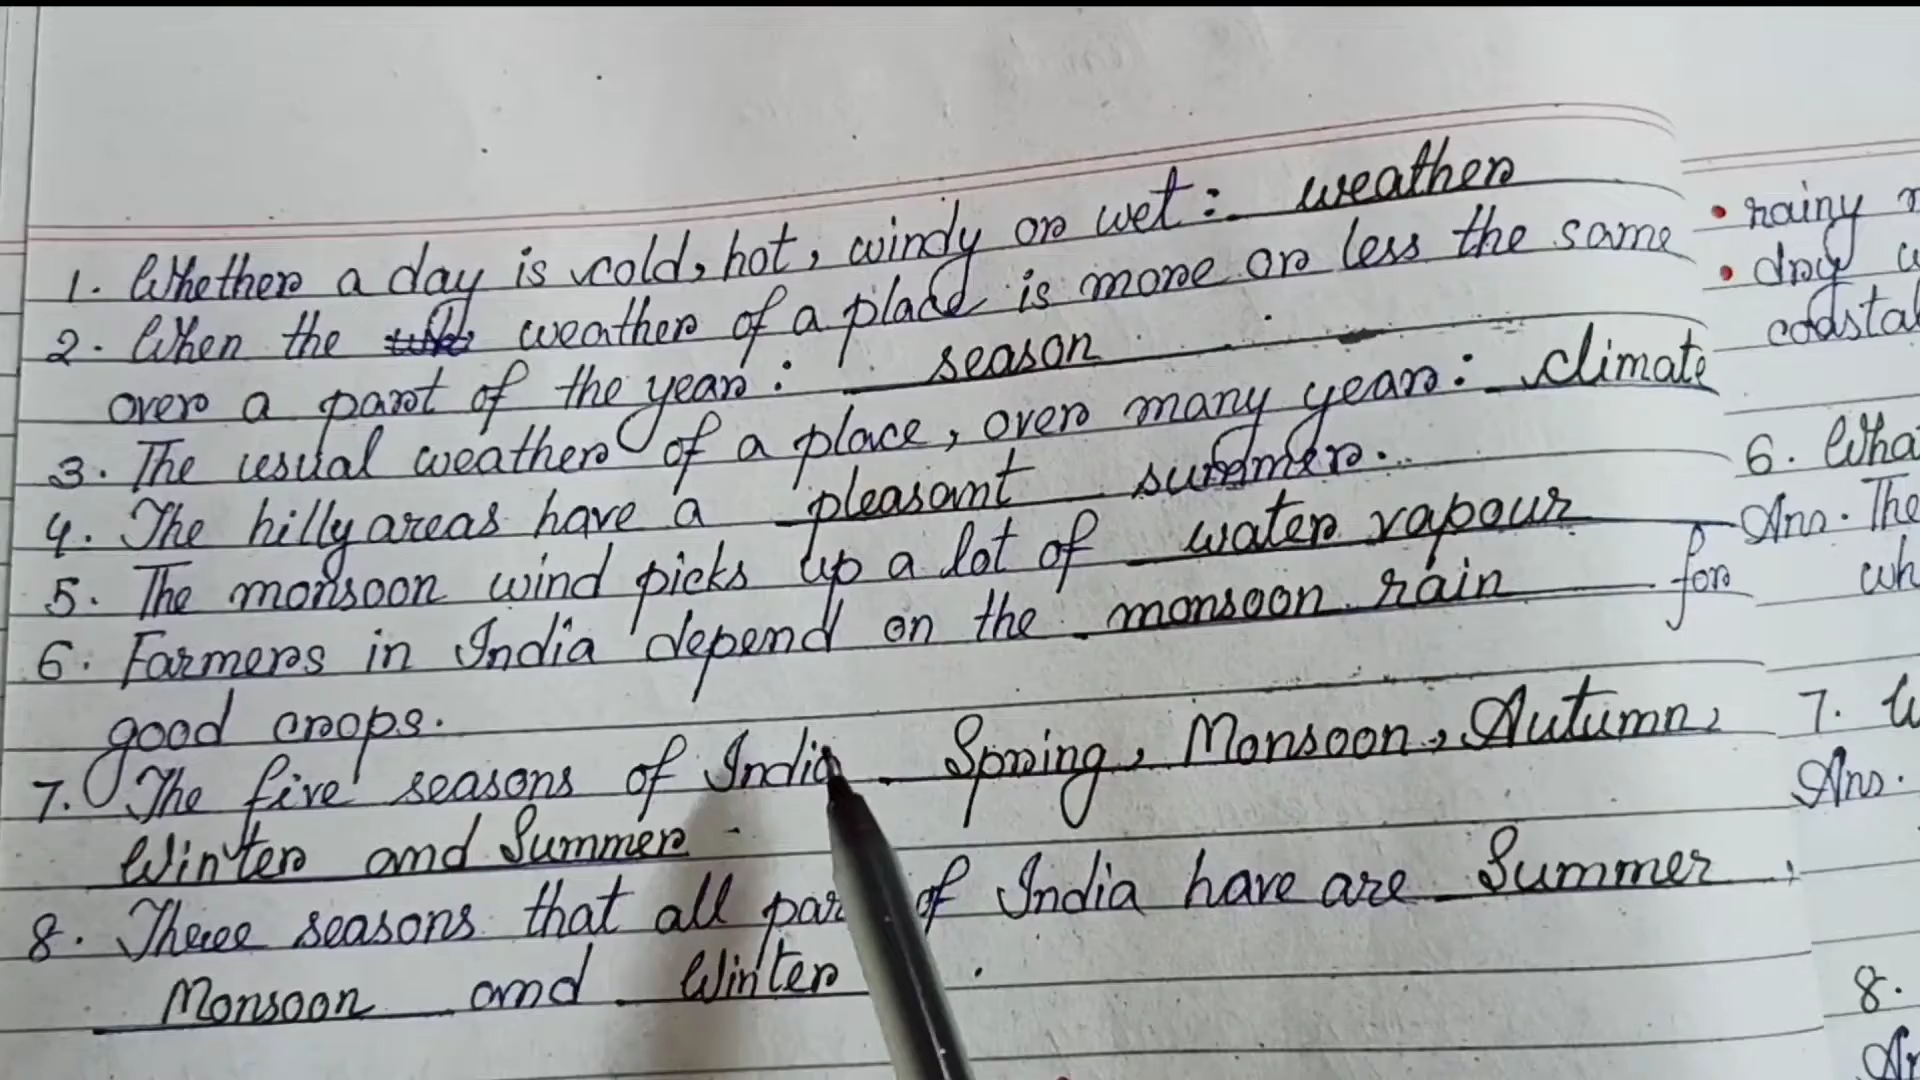 1. Whether a day is cold, hot, windy or wet: weather
2. When the weather of a place is more or less the same
over a part of the year: season
3. The usual weather of a place, over many year: climate
4. The hilly areas have a pleasant summer.
5. The monsoon wind picks up a lot of water vapour
6. Farmers in India depend on the monsoon rain for
good crops.
7. The five seasons of India Spring, Monsoon, Autumn,
Winter and Summer.
8. Three seasons that all par of India have are Summer,
Monsoon and Winter.
• rainy
• dry
coastal
6. What
Ans. The
wh
7. W
Ans.
8.